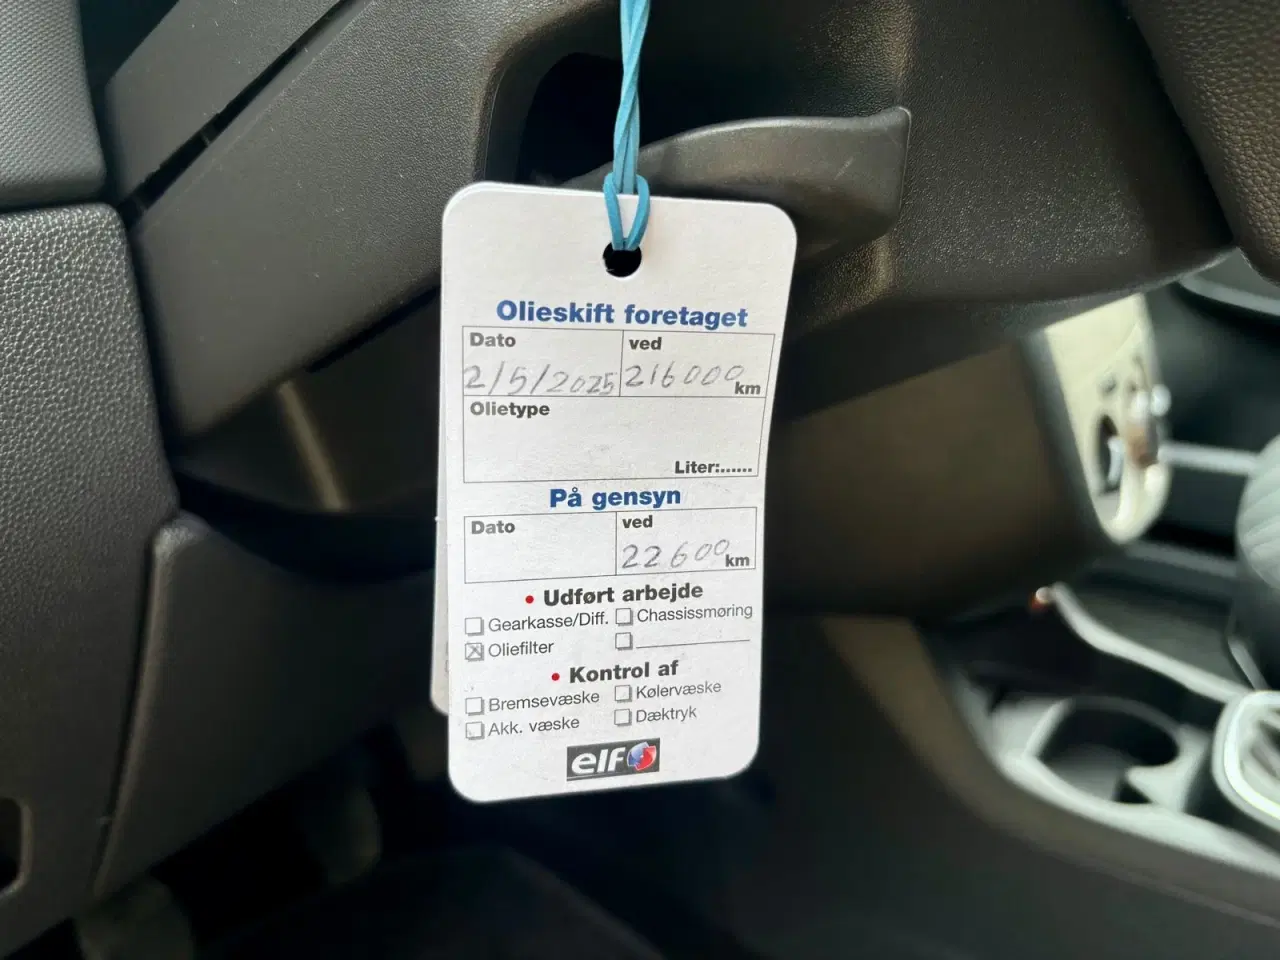 Olieskift foretaget
Dato ved
2/5/2025 216000 km
Olietype
Liter:......
På gensyn
Dato ved
22600 km
• Udført arbejde
Gearkasse/Diff. Chassissmøring
Oliefilter
• Kontrol af
Bremsevæske Kølervæske
Akk. væske Dæktryk
elf